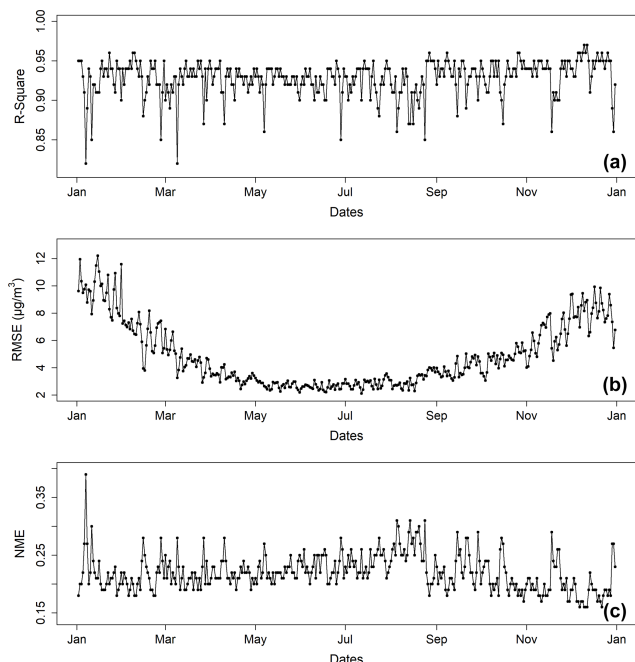 1.00
0.95
0.90
0.85
R-Square
(a)
Jan Mar May Jul Sep Nov Jan
Dates
12
10
8
6
4
2
RMSE (µg/m³)
(b)
Jan Mar May Jul Sep Nov Jan
Dates
0.35
0.25
0.15
NME
(c)
Jan Mar May Jul Sep Nov Jan
Dates